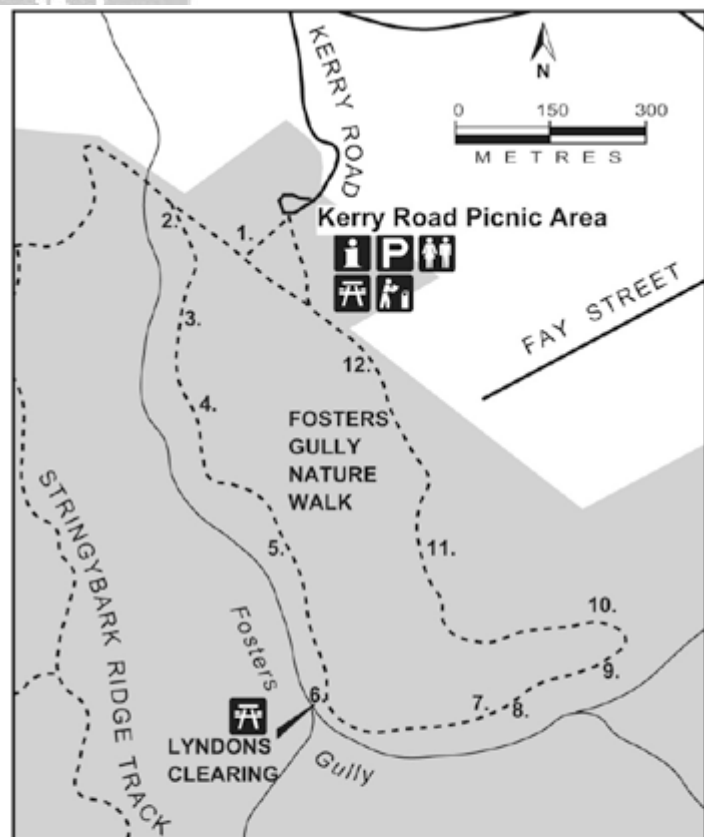 KERRY ROAD
N
0 150 300
METRES
Kerry Road Picnic Area
i P
FAY STREET
1.
2.
3.
4.
12.
FOSTERS
GULLY
NATURE
WALK
STRINGYBARK RIDGE TRACK
5.
11.
10.
9.
8.
7.
6.
Fosters
Gully
LYNDONS
CLEARING